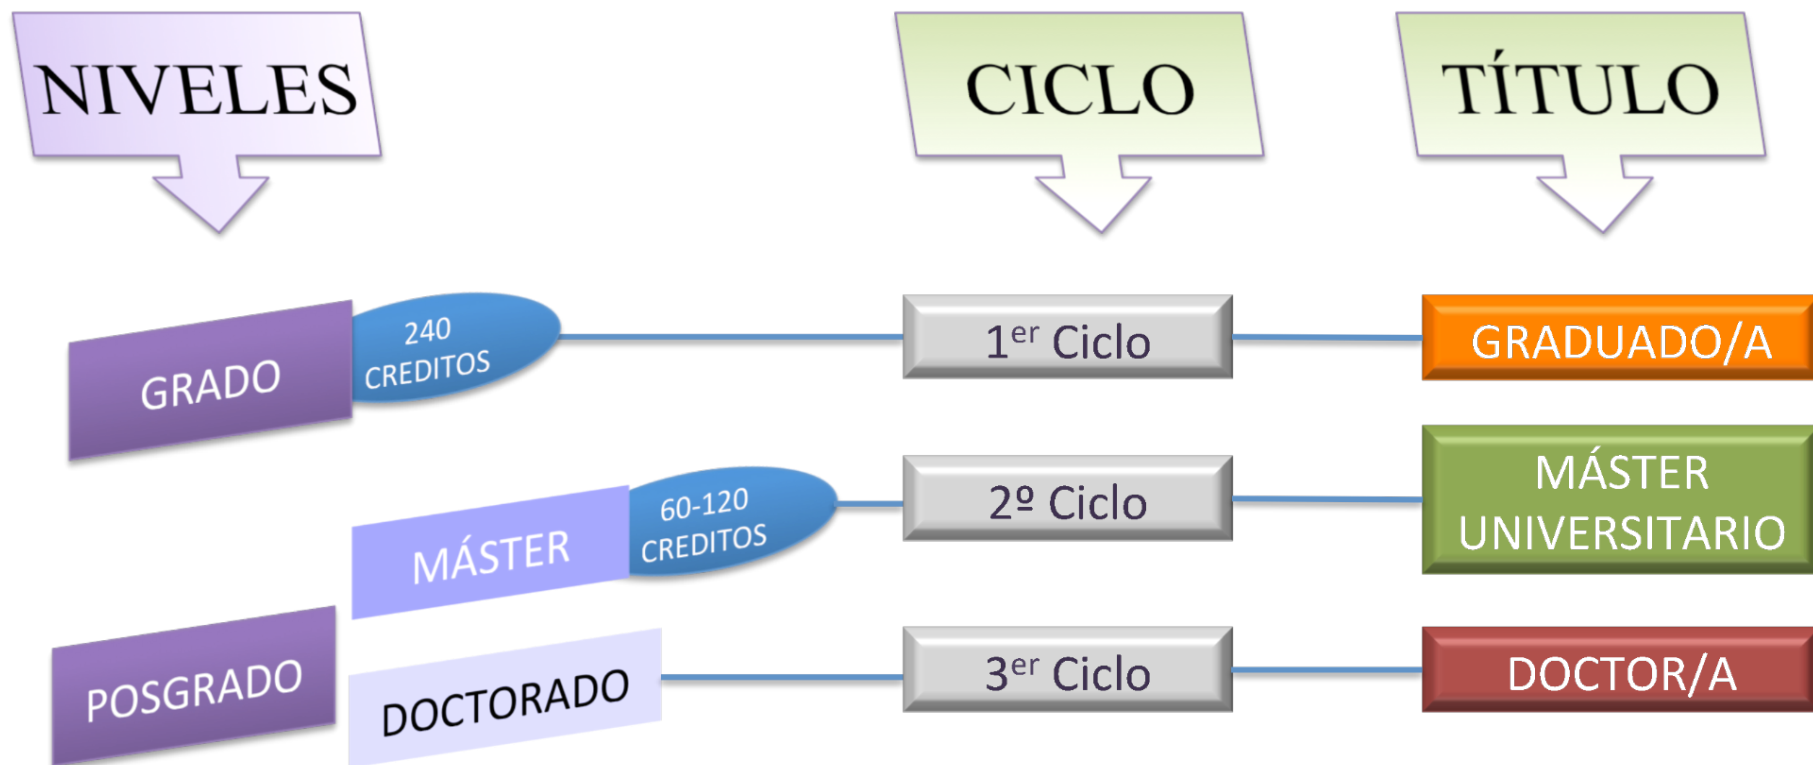 NIVELES
CICLO
TÍTULO
GRADO
240
CREDITOS
1er Ciclo
GRADUADO/A
MÁSTER
60-120
CREDITOS
2º Ciclo
MÁSTER
UNIVERSITARIO
POSGRADO
DOCTORADO
3er Ciclo
DOCTOR/A